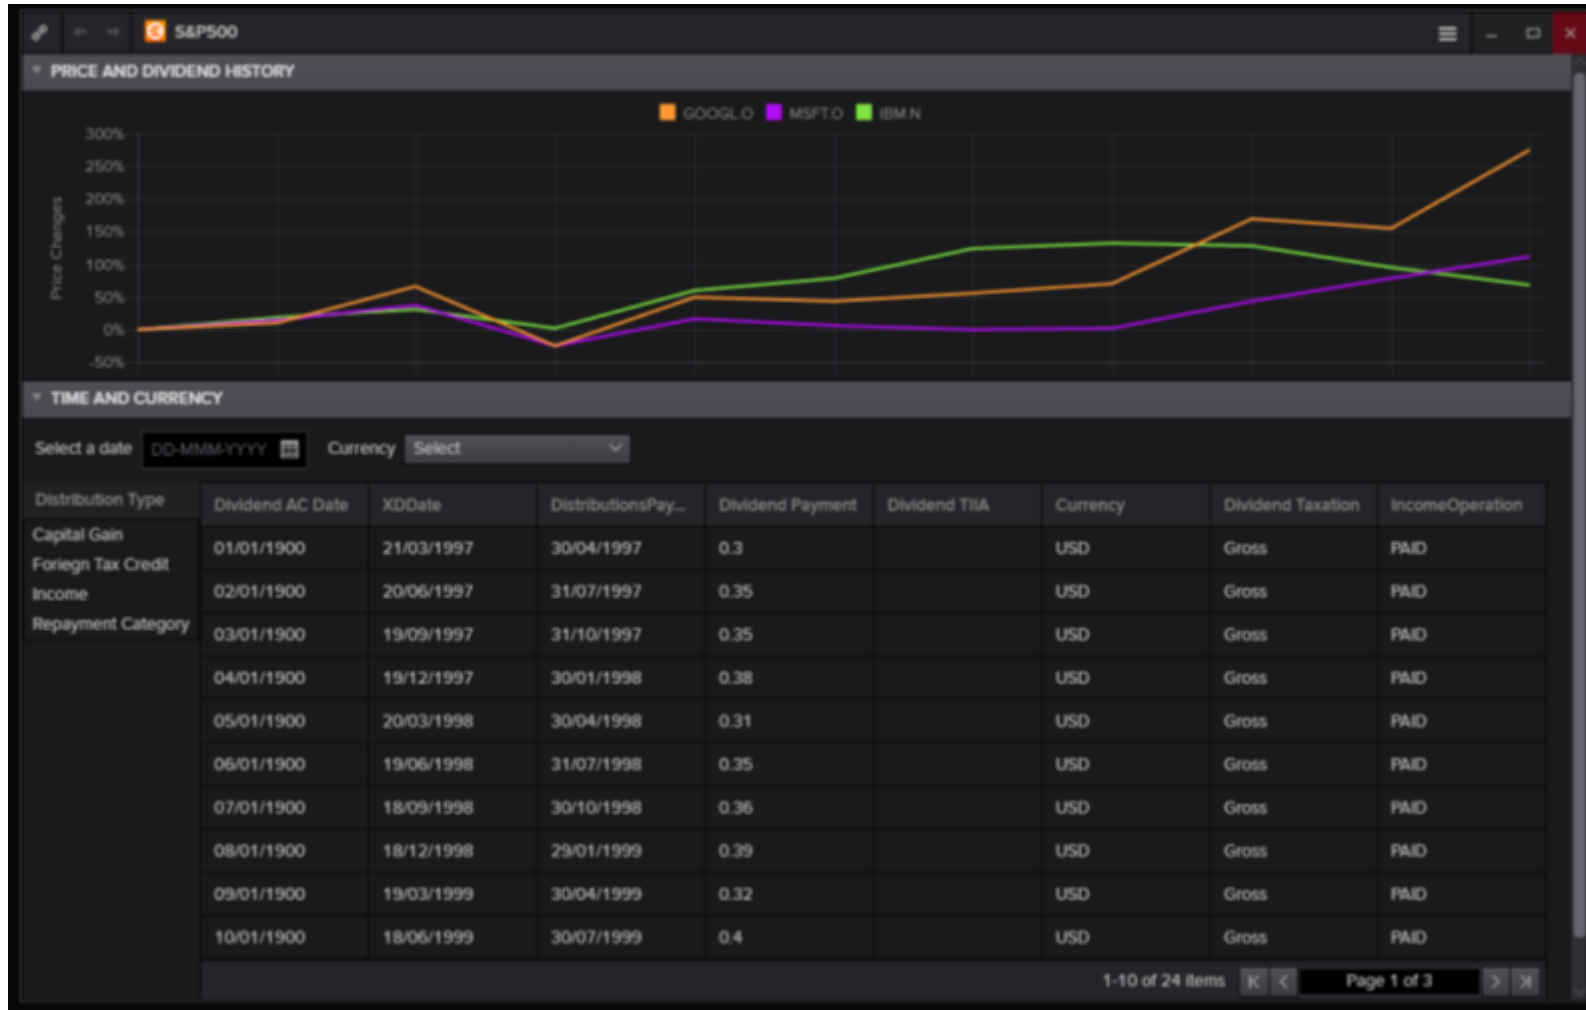 S&P500
PRICE AND DIVIDEND HISTORY
GOOGL.O MSFT.O IBM.N
Price Changes
300%
250%
200%
150%
100%
50%
0%
-50%
TIME AND CURRENCY
Select a date DD-MMM-YYYY Currency Select
Distribution Type
Capital Gain
Foriegn Tax Credit
Income
Repayment Category
Dividend AC Date XDDate DistributionsPay... Dividend Payment Dividend TIIA Currency Dividend Taxation IncomeOperation
01/01/1900 21/03/1997 30/04/1997 0.3 USD Gross PAID
02/01/1900 20/06/1997 31/07/1997 0.35 USD Gross PAID
03/01/1900 19/09/1997 31/10/1997 0.35 USD Gross PAID
04/01/1900 19/12/1997 30/01/1998 0.38 USD Gross PAID
05/01/1900 20/03/1998 30/04/1998 0.31 USD Gross PAID
06/01/1900 19/06/1998 31/07/1998 0.35 USD Gross PAID
07/01/1900 18/09/1998 30/10/1998 0.36 USD Gross PAID
08/01/1900 18/12/1998 29/01/1999 0.39 USD Gross PAID
09/01/1900 19/03/1999 30/04/1999 0.32 USD Gross PAID
10/01/1900 18/06/1999 30/07/1999 0.4 USD Gross PAID
1-10 of 24 items Page 1 of 3